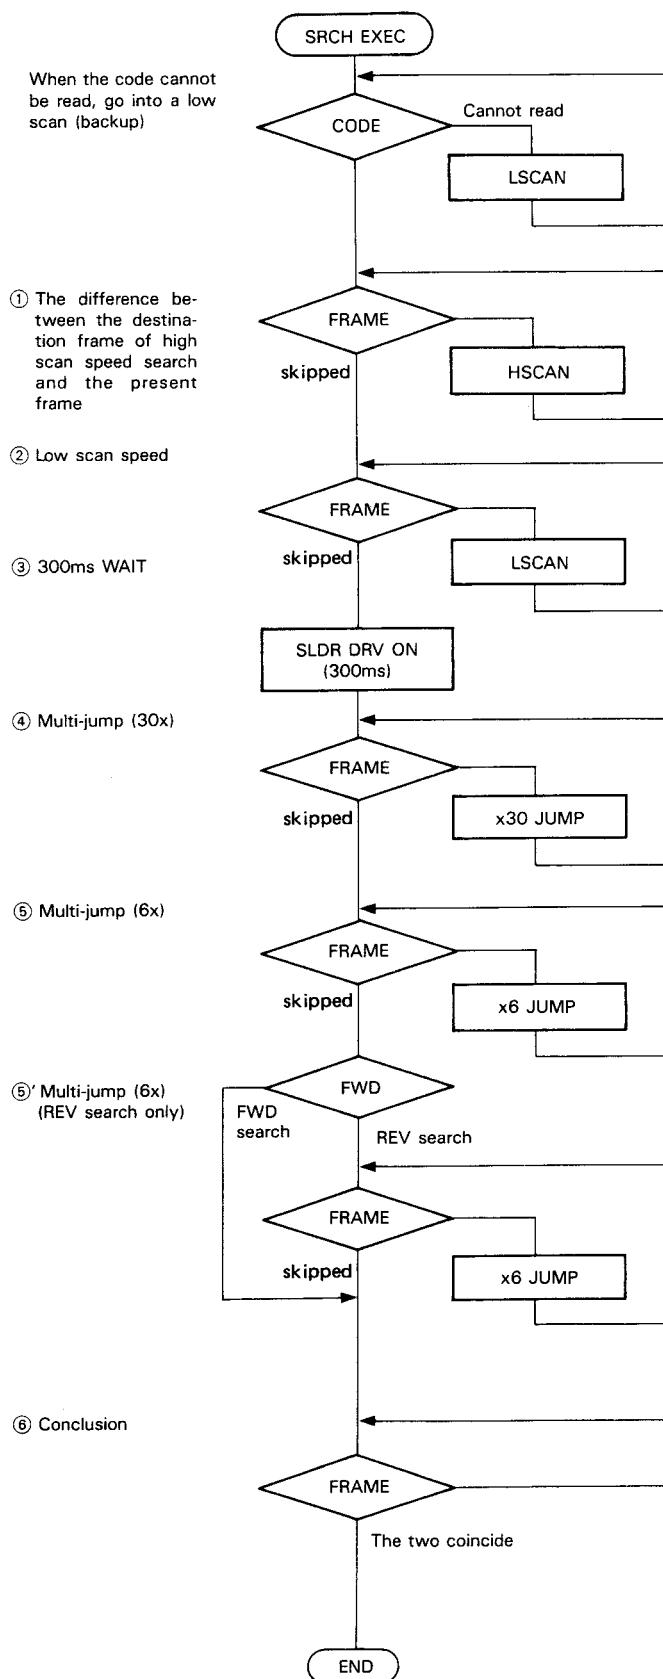 SRCH EXEC
When the code cannot
be read, go into a low
scan (backup)
CODE
Cannot read
LSCAN
① The difference be-
tween the destina-
tion frame of high
scan speed search
and the present
frame
FRAME
skipped
HSCAN
② Low scan speed
FRAME
skipped
LSCAN
③ 300ms WAIT
SLDR DRV ON
(300ms)
④ Multi-jump (30x)
FRAME
skipped
x30 JUMP
⑤ Multi-jump (6x)
FRAME
skipped
x6 JUMP
⑤' Multi-jump (6x)
(REV search only)
FWD
FWD
search
REV search
FRAME
skipped
x6 JUMP
⑥ Conclusion
FRAME
The two coincide
END